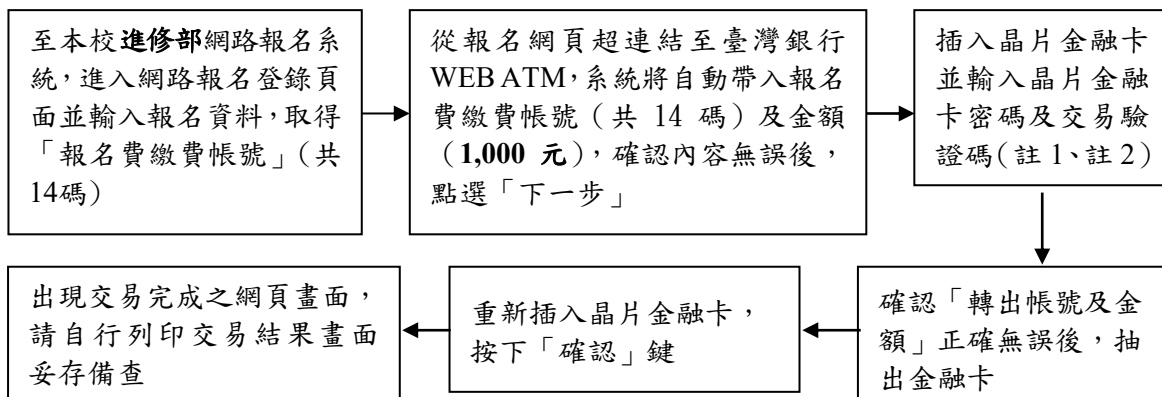 至本校進修部網路報名系
統,進入網路報名登錄頁
面並輸入報名資料,取得
「報名費繳費帳號」(共
14碼)
從報名網頁超連結至臺灣銀行
WEB ATM,系統將自動帶入報名
費繳費帳號(共 14 碼)及金額
(1,000 元),確認內容無誤後,
點選「下一步」
插入晶片金融卡
並輸入晶片金融
卡密碼及交易驗
證碼(註 1、註 2)
確認「轉出帳號及金
額」正確無誤後,抽
出金融卡
重新插入晶片金融卡,
按下「確認」鍵
出現交易完成之網頁畫面,
請自行列印交易結果畫面
妥存備查